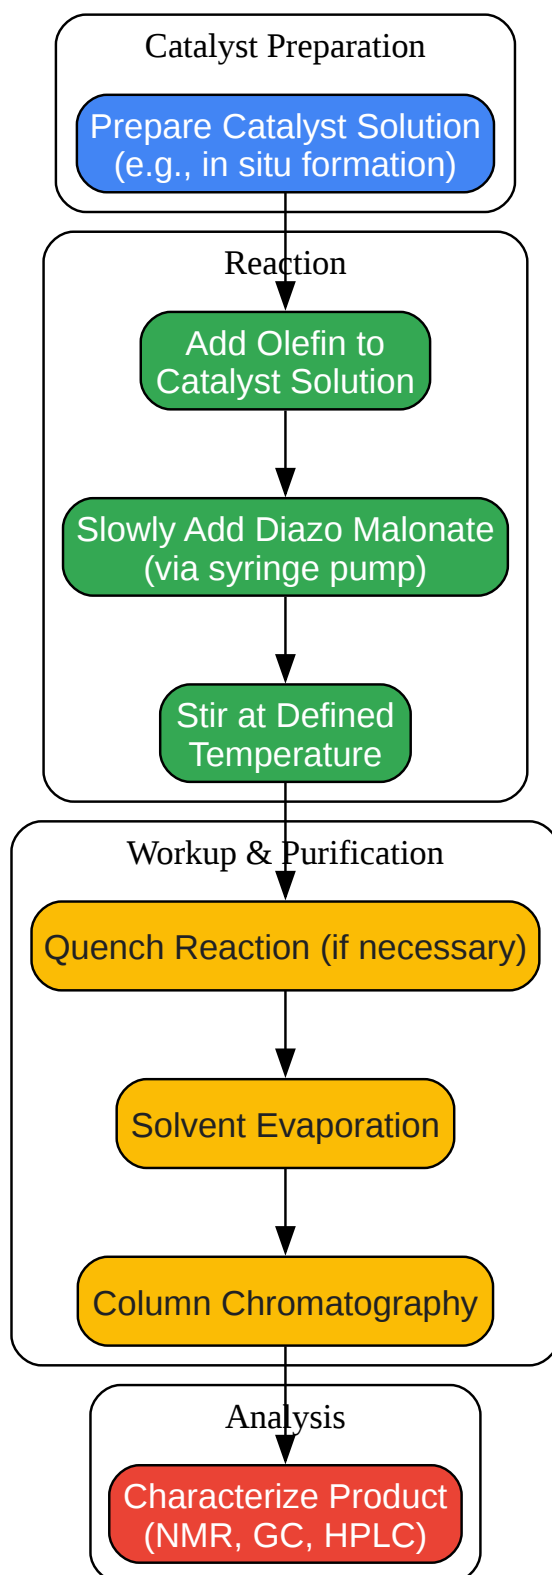 Catalyst Preparation
Prepare Catalyst Solution
(e.g., in situ formation)
Reaction
Add Olefin to
Catalyst Solution
Slowly Add Diazo Malonate
(via syringe pump)
Stir at Defined
Temperature
Workup & Purification
Quench Reaction (if necessary)
Solvent Evaporation
Column Chromatography
Analysis
Characterize Product
(NMR, GC, HPLC)